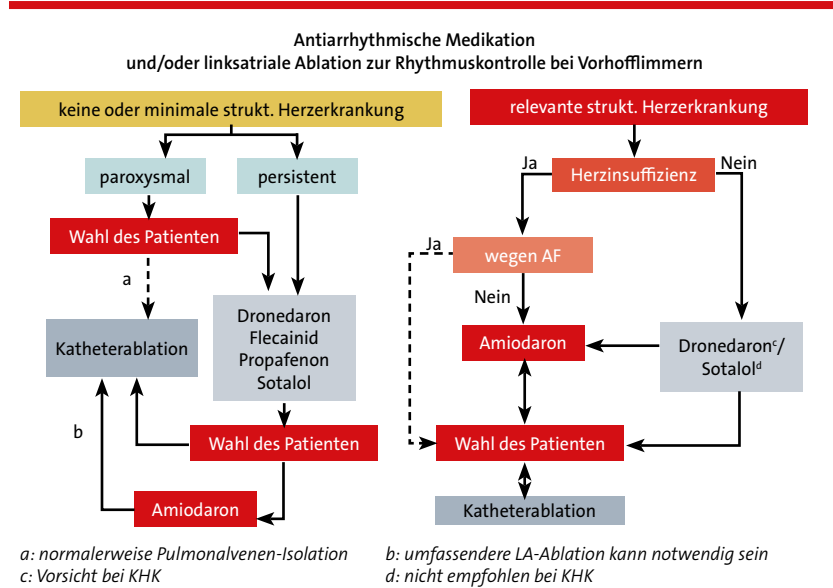 Antiarrhythmische Medikation
und/oder linksatriale Ablation zur Rhythmuskontrolle bei Vorhofflimmern
keine oder minimale strukt. Herzerkrankung
paroxysmal
persistent
Wahl des Patienten
a
Katheterablation
Dronedaron
Flecainid
Propafenon
Sotalol
b
Wahl des Patienten
Amiodaron
relevante strukt. Herzerkrankung
Ja
Herzinsuffizienz
Nein
Ja
wegen AF
Nein
Amiodaron
Dronedaronᶜ/
Sotalolᵈ
Wahl des Patienten
Katheterablation
a: normalerweise Pulmonalvenen-Isolation
b: umfassendere LA-Ablation kann notwendig sein
c: Vorsicht bei KHK
d: nicht empfohlen bei KHK